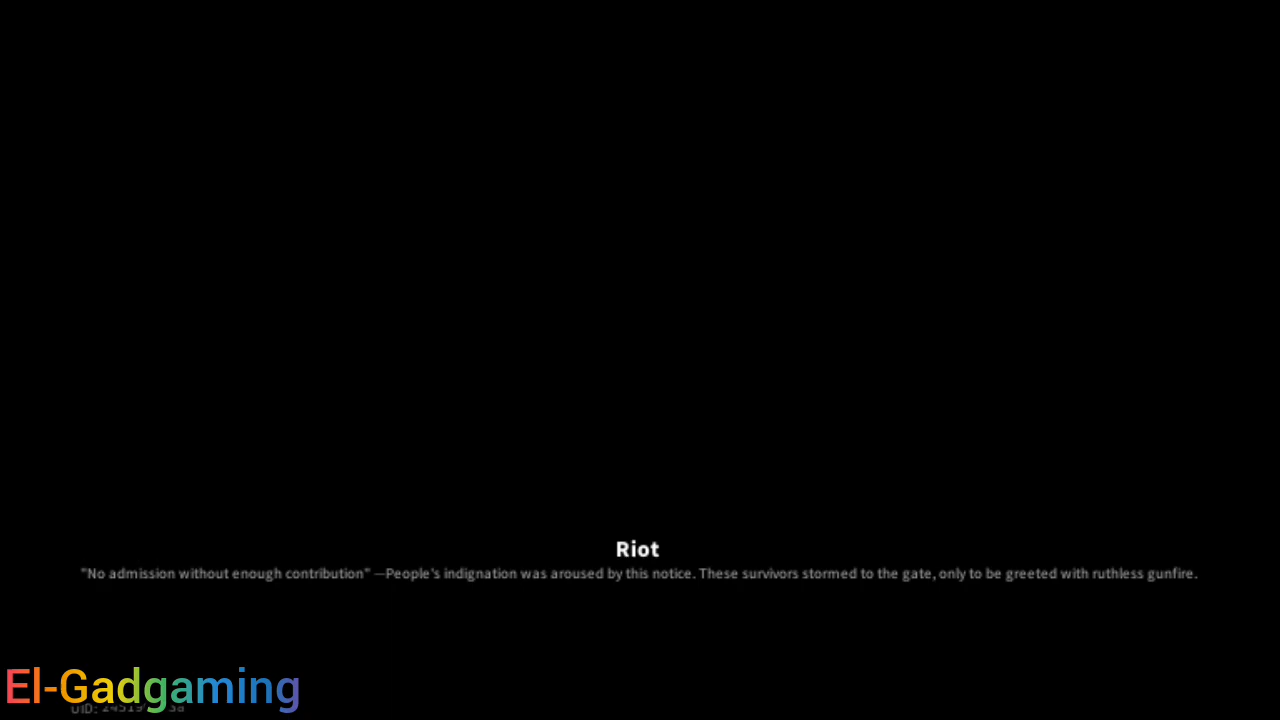 Riot
"No admission without enough contribution" —People's indignation was aroused by this notice. These survivors stormed to the gate, only to be greeted with ruthless gunfire.
El-Gadgaming
UID: